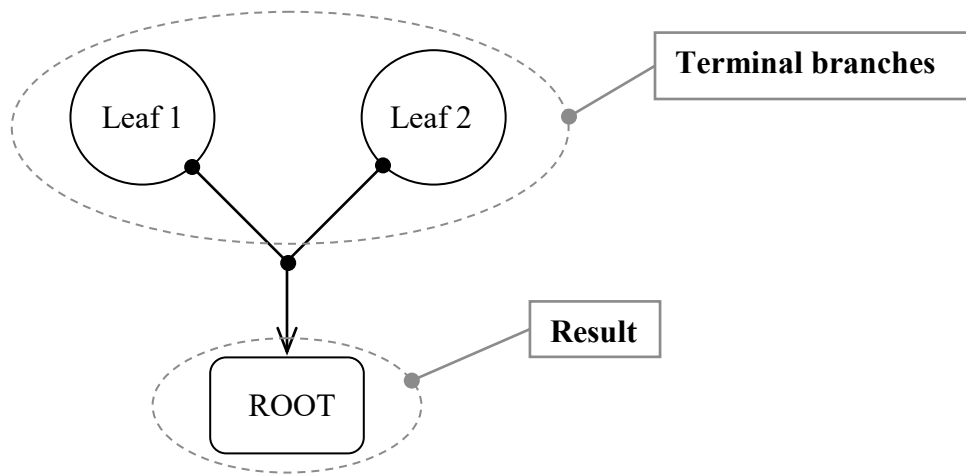 Terminal branches
Leaf 1
Leaf 2
Result
ROOT